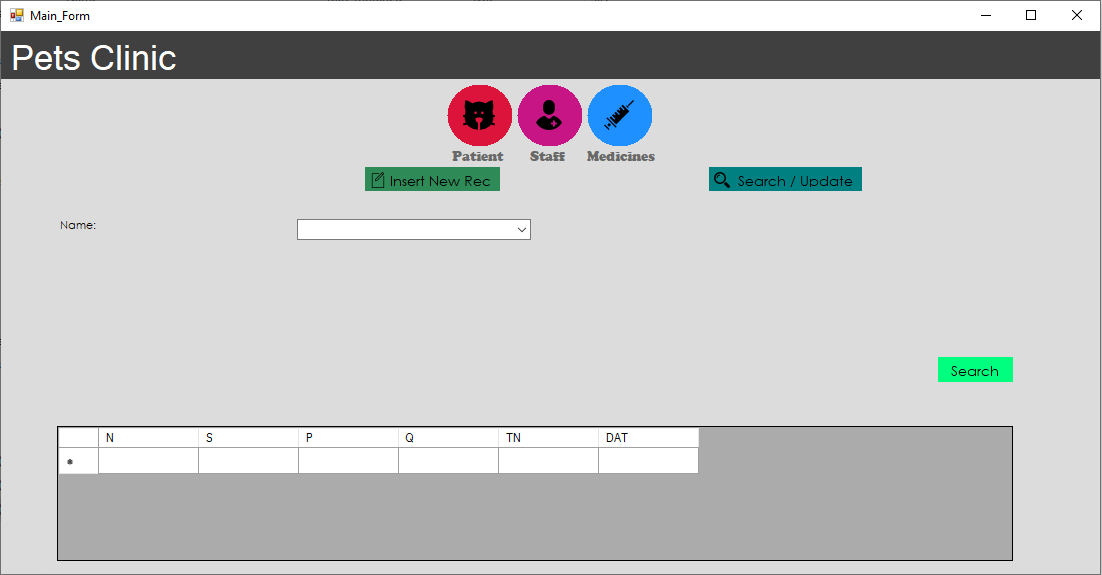 Main_Form
Pets Clinic
Patient Staff Medicines
Insert New Rec Search / Update
Name:
Search
N S P Q TN DAT